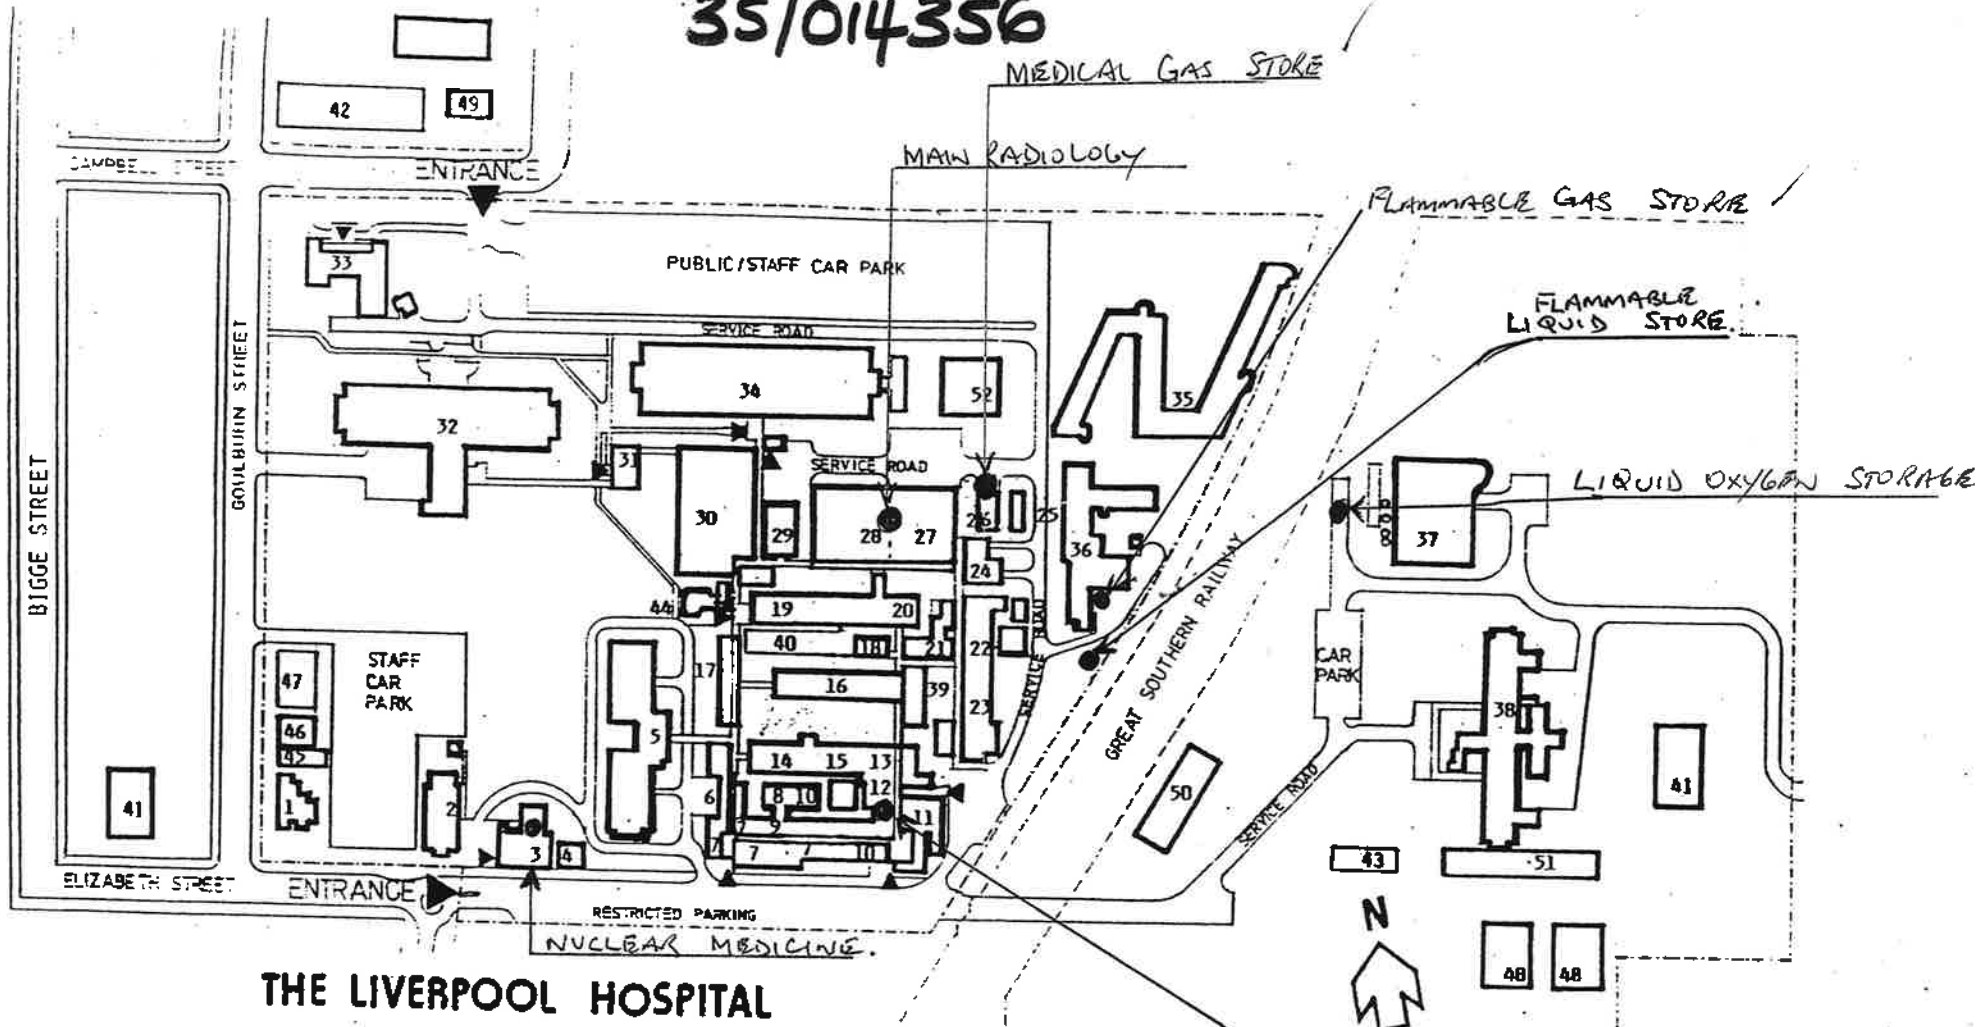 35/014356
MEDICAL GAS STORE
MAIN RADIOLOGY
FLAMMABLE GAS STORE
FLAMMABLE
LIQUID STORE.
LIQUID OXYGEN STORAGE
42
49
ENTRANCE
33
PUBLIC/STAFF CAR PARK
SERVICE ROAD
GOULBURN STREET
BIGGE STREET
34
52
35
32
31
SERVICE ROAD
30
29
28
27
26
25
24
36
37
44
19
20
40
18
21
22
SERVICE ROAD
GREAT SOUTHERN RAILWAY
17
16
39
23
STAFF
CAR
PARK
47
46
45
5
CAR
PARK
38
14
15
13
12
41
1
2
6
8
10
9
11
50
SERVICE ROAD
41
3
4
7
7
7
10
43
51
ELIZABETH STREET
ENTRANCE
RESTRICTED PARKING
NUCLEAR MEDICINE.
N
48
48
THE LIVERPOOL HOSPITAL